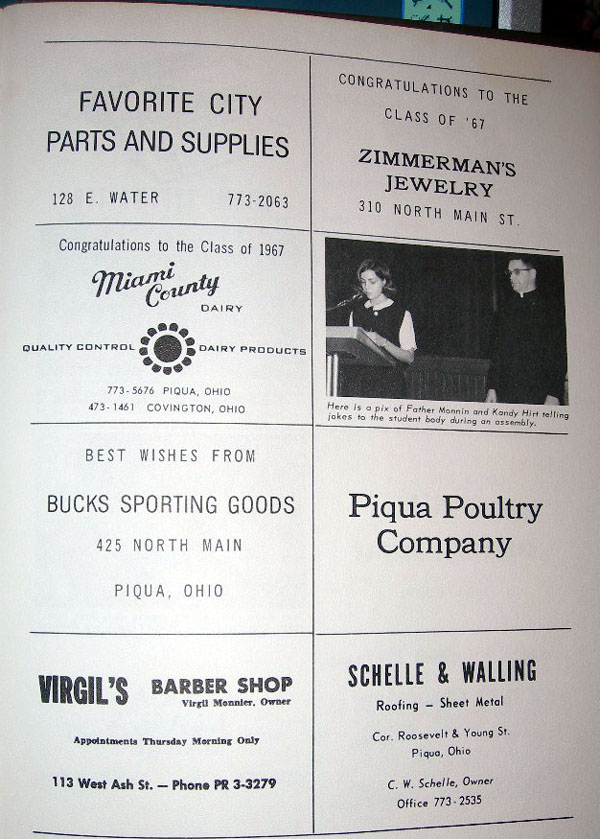 FAVORITE CITY
PARTS AND SUPPLIES
128 E. WATER 773-2063
CONGRATULATIONS TO THE
CLASS OF '67
ZIMMERMAN'S
JEWELRY
310 NORTH MAIN ST.
Congratulations to the Class of 1967
Miami
County
DAIRY
QUALITY CONTROL DAIRY PRODUCTS
773-5676 PIQUA, OHIO
473-1461 COVINGTON, OHIO
Here is a pix of Father Monnin and Kandy Hirt telling
jokes to the student body during an assembly.
BEST WISHES FROM
BUCKS SPORTING GOODS
425 NORTH MAIN
PIQUA, OHIO
Piqua Poultry
Company
VIRGIL'S BARBER SHOP
Virgil Monnier, Owner
Appointments Thursday Morning Only
113 West Ash St. — Phone PR 3-3279
SCHELLE & WALLING
Roofing — Sheet Metal
Cor. Roosevelt & Young St.
Piqua, Ohio
C. W. Schelle, Owner
Office 773-2535